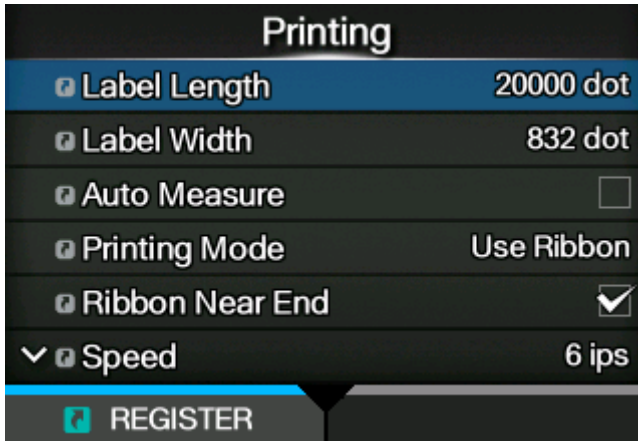 Printing
Label Length 20000 dot
Label Width 832 dot
Auto Measure
Printing Mode Use Ribbon
Ribbon Near End
Speed 6 ips
REGISTER